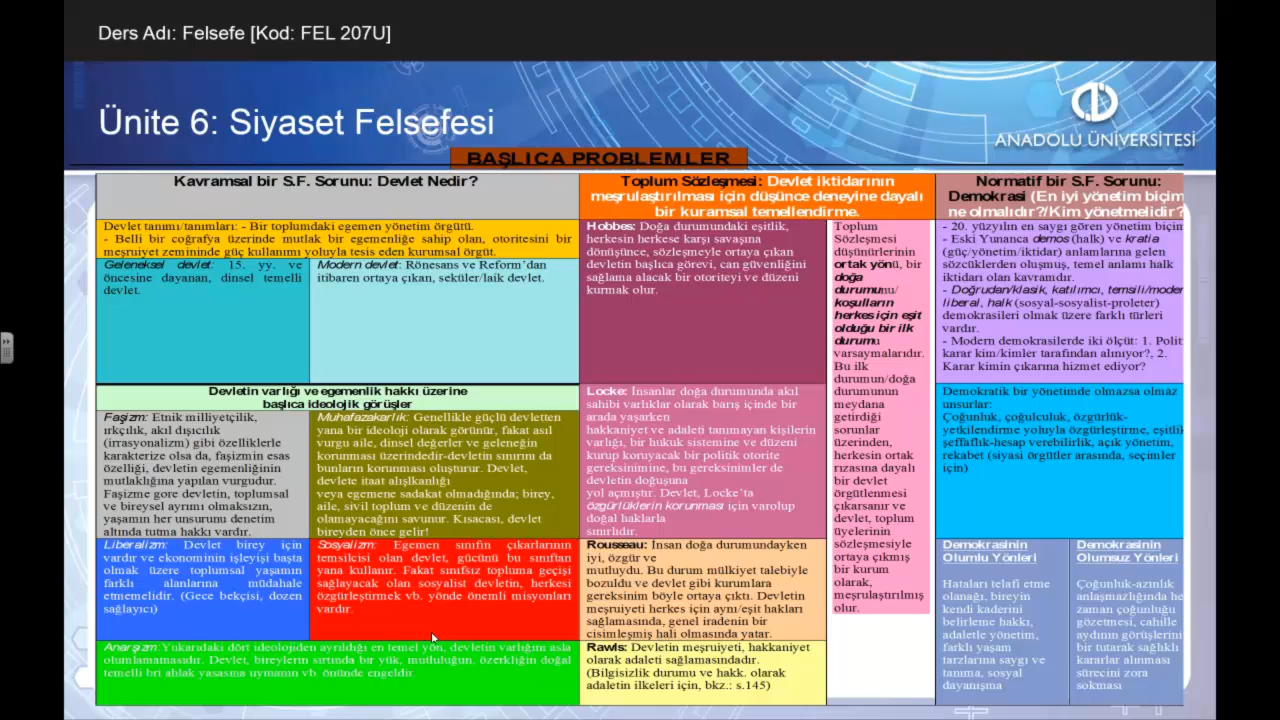 Ders Adı: Felsefe [Kod: FEL 207U]
Ünite 6: Siyaset Felsefesi
ANADOLU ÜNİVERSİTESİ
BAŞLICA PROBLEMLER
Kavramsal bir S.F. Sorunu: Devlet Nedir?
Toplum Sözleşmesi: Devlet iktidarının
meşrulaştırılması için düşünce deneyine dayalı
bir kuramsal temellendirme.
Normatif bir S.F. Sorunu:
Demokrasi (En iyi yönetim biçim
ne olmalıdır?/Kim yönetmelidir?
Devlet tanımı/tanımları: - Bir toplumdaki egemen yönetim örgütü.
- Belli bir coğrafya üzerinde mutlak bir egemenliğe sahip olan, otoritesini bir
meşruiyet zemininde güç kullanımı yoluyla tesis eden kurumsal örgüt.
Geleneksel devlet: 15. yy. ve
öncesine dayanan, dinsel temelli
devlet.
Modern devlet: Rönesans ve Reform'dan
itibaren ortaya çıkan, seküler/laik devlet.
Devletin varlığı ve egemenlik hakkı üzerine
başlıca ideolojik görüşler
Faşizm: Etnik milliyetçilik,
ırkçılık, akıl dışıcılık
(irrasyonalizm) gibi özelliklerle
karakterize olsa da, faşizmin esas
özelliği, devletin egemenliğinin
mutlaklığına yapılan vurgudur.
Faşizme gore devletin, toplumsal
ve bireysel ayrımı olmaksızın,
yaşamın her unsurunu denetim
altında tutma hakkı vardır.
Muhafazakarlık: Genellikle güçlü devletten
yana bir ideoloji olarak görünür, fakat asıl
vurgu aile, dinsel değerler ve geleneğin
korunması üzerindedir-devletin sınırını da
bunların korunması oluşturur. Devlet,
devlete itaat alışlkanlığı
veya egemene sadakat olmadığında; birey,
aile, sivil toplum ve düzenin de
olamayacağını savunur. Kısacası, devlet
bireyden önce gelir!
Liberalizm: Devlet birey için
vardır ve ekonominin işleyişi başta
olmak üzere toplumsal yaşamın
farklı alanlarına müdahale
etmemelidir. (Gece bekçisi, dozen
sağlayıcı)
Sosyalizm: Egemen sınıfın çıkarlarının
temsilcisi olan devlet, gücünü bu sınıftan
yana kullanır. Fakat sınıfsız topluma geçişi
sağlayacak olan sosyalist devletin, herkesi
özgürleştirmek vb. yönde önemli misyonları
vardır.
Anarşizm: Yukarıdaki dört ideolojiden ayrıldığı en temel yön, devletin varlığını asla
olumlamamasıdır. Devlet, bireylerin sırtında bir yük, mutluluğun, özerkliğin doğal
temelli bri ahlak yasasına uymanın vb. önünde engeldir.
Hobbes: Doğa durumundaki eşitlik,
herkesin herkese karşı savaşına
dönüşünce, sözleşmeyle ortaya çıkan
devletin başlıca görevi, can güvenliğini
sağlama alacak bir otoriteyi ve düzeni
kurmak olur.
Locke: İnsanlar doğa durumunda akıl
sahibi varlıklar olarak barış içinde bir
arada yaşarken
hakkaniyet ve adaleti tanımayan kişilerin
varlığı, bir hukuk sistemine ve düzeni
kurup koruyacak bir politik otorite
gereksinimine, bu gereksinimler de
devletin doğuşuna
yol açmıştır. Devlet, Locke'ta
özgürlüklerin korunması için varolup
doğal haklarla
sınırlıdır.
Rousseau: İnsan doğa durumundayken
iyi, özgür ve
mutluydu. Bu durum mülkiyet talebiyle
bozuldu ve devlet gibi kurumlara
gereksinim böyle ortaya çıktı. Devletin
meşruiyeti herkes için aynı/eşit hakları
sağlamasında, genel iradenin bir
cisimleşmiş hali olmasında yatar.
Rawls: Devletin meşruiyeti, hakkaniyet
olarak adaleti sağlamasındadır.
(Bilgisizlik durumu ve hakk. olarak
adaletin ilkeleri için, bkz.: s.145)
Toplum
Sözleşmesi
düşünürlerinin
ortak yönü, bir
doğa
durumunu/
koşulların
herkes için eşit
olduğu bir ilk
durumu
varsaymalarıdır.
Bu ilk
durumun/doğa
durumunun
meydana
getirdiği
sorunlar
üzerinden,
herkesin ortak
rızasına dayalı
bir devlet
örgütlenmesi
çıkarsanır ve
devlet, toplum
üyelerinin
sözleşmesiyle
ortaya çıkmış
bir kurum
olarak,
meşrulaştırılmış
olur.
- 20. yüzyılın en saygı gören yönetim biçim
- Eski Yunanca demos (halk) ve kratia
(güç/yönetim/iktidar) anlamlarına gelen
sözcüklerden oluşmuş, temel anlamı halk
iktidarı olan kavramdır.
- Doğrudan/klasik, katılımcı, temsili/moder
liberal, halk (sosyal-sosyalist-proleter)
demokrasileri olmak üzere farklı türleri
vardır.
- Modern demokrasilerde iki ölçüt: 1. Polit
karar kim/kimler tarafından alınıyor?, 2.
Karar kimin çıkarına hizmet ediyor?
Demokratik bir yönetimde olmazsa olmaz
unsurlar:
Çoğunluk, çoğulculuk, özgürlük-
yetkilendirme yoluyla özgürleştirme, eşitlik
şeffaflık-hesap verebilirlik, açık yönetim,
rekabet (siyasi örgütler arasında, seçimler
için)
Demokrasinin
Olumlu Yönleri
Hataları telafi etme
olanağı, bireyin
kendi kaderini
belirleme hakkı,
adaletle yönetim,
farklı yaşam
tarzlarına saygı ve
tanıma, sosyal
dayanışma
Demokrasinin
Olumsuz Yönleri
Çoğunluk-azınlık
anlaşmazlığında he
zaman çoğunluğu
gözetmesi, cahille
aydının görüşlerini
bir tutarak sağlıklı
kararlar alınması
sürecini zora
sokması